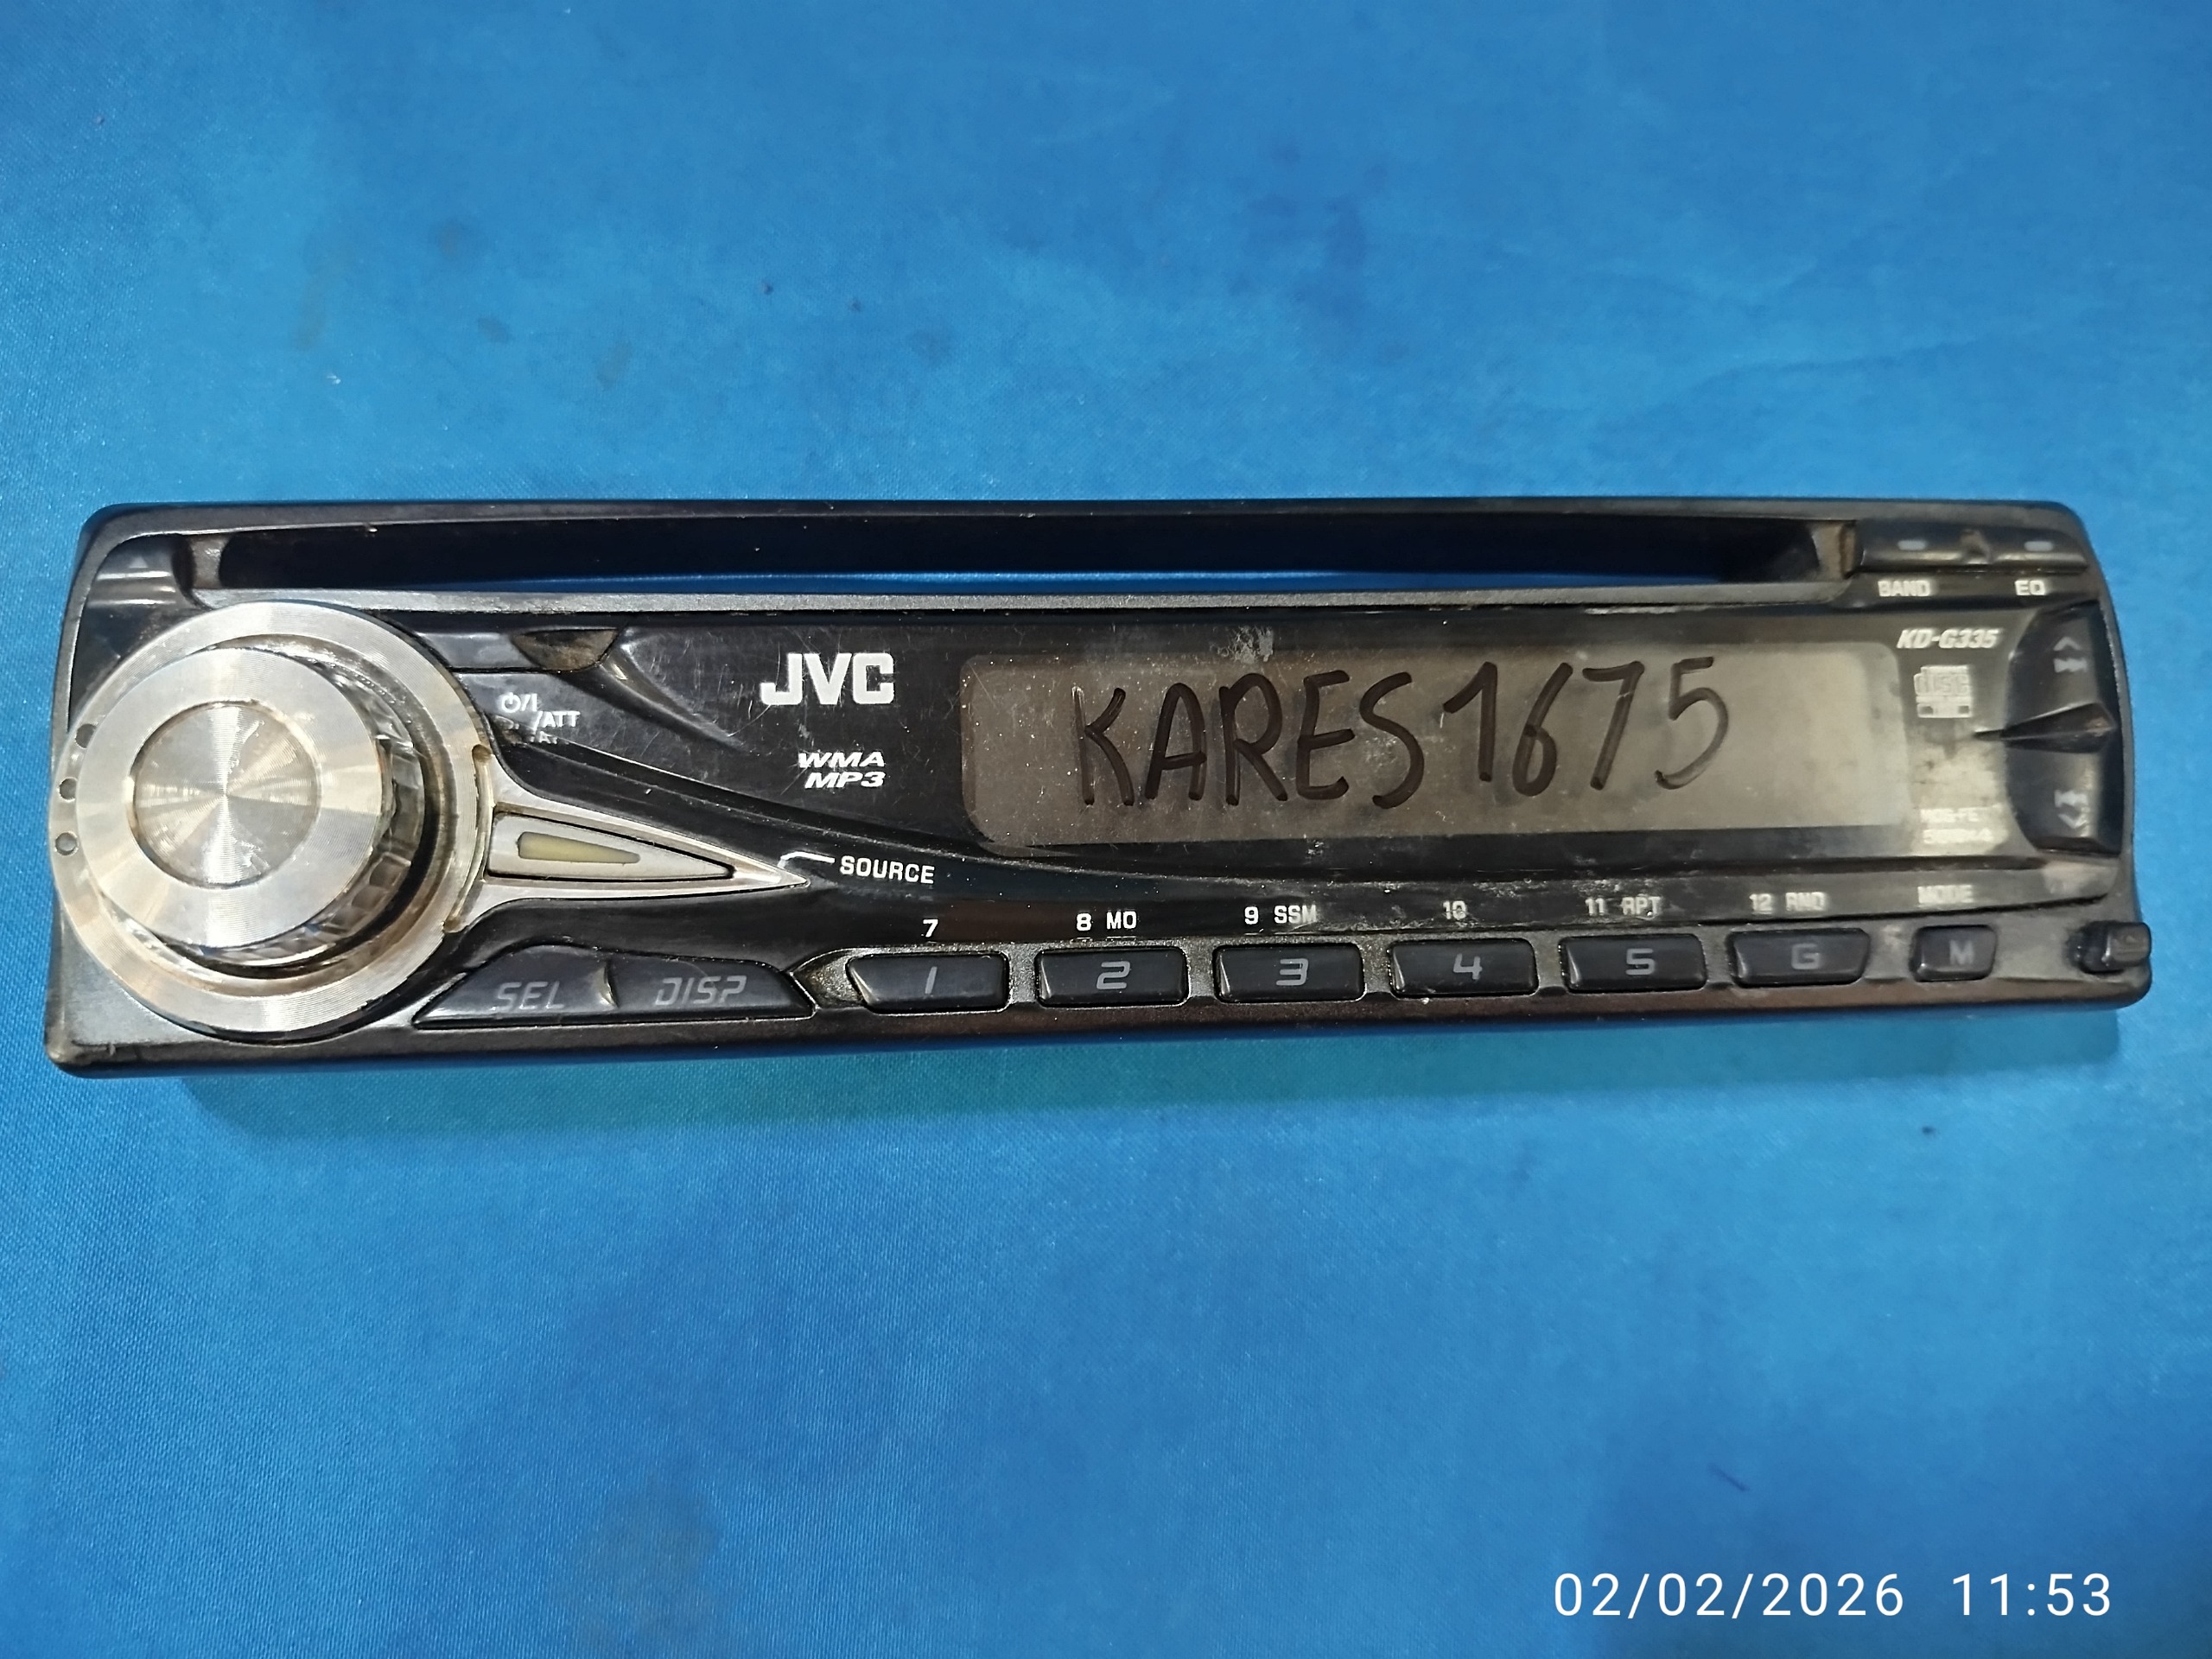 BAND EQ
KD-G335
JVC
KARES1675
⏻/I
/ATT
WMA
MP3
SOURCE
7 8 MO 9 SSM 10 11 RPT 12 RND MODE
SEL DISP 1 2 3 4 5 6 M
02/02/2026 11:53